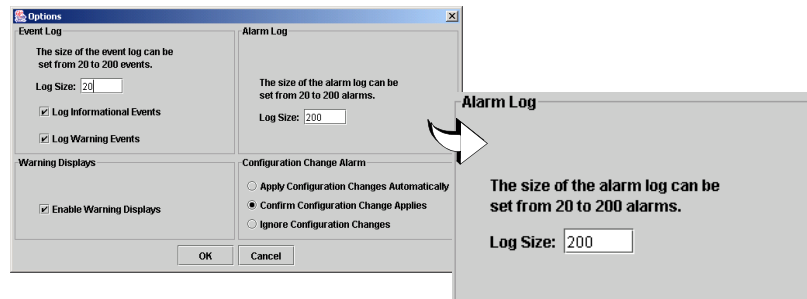 Options
Event Log
The size of the event log can be
set from 20 to 200 events.
Log Size: 20
Log Informational Events
Log Warning Events
Alarm Log
The size of the alarm log can be
set from 20 to 200 alarms.
Log Size: 200
Warning Displays
Enable Warning Displays
Configuration Change Alarm
Apply Configuration Changes Automatically
Confirm Configuration Change Applies
Ignore Configuration Changes
OK
Cancel
Alarm Log
The size of the alarm log can be
set from 20 to 200 alarms.
Log Size: 200